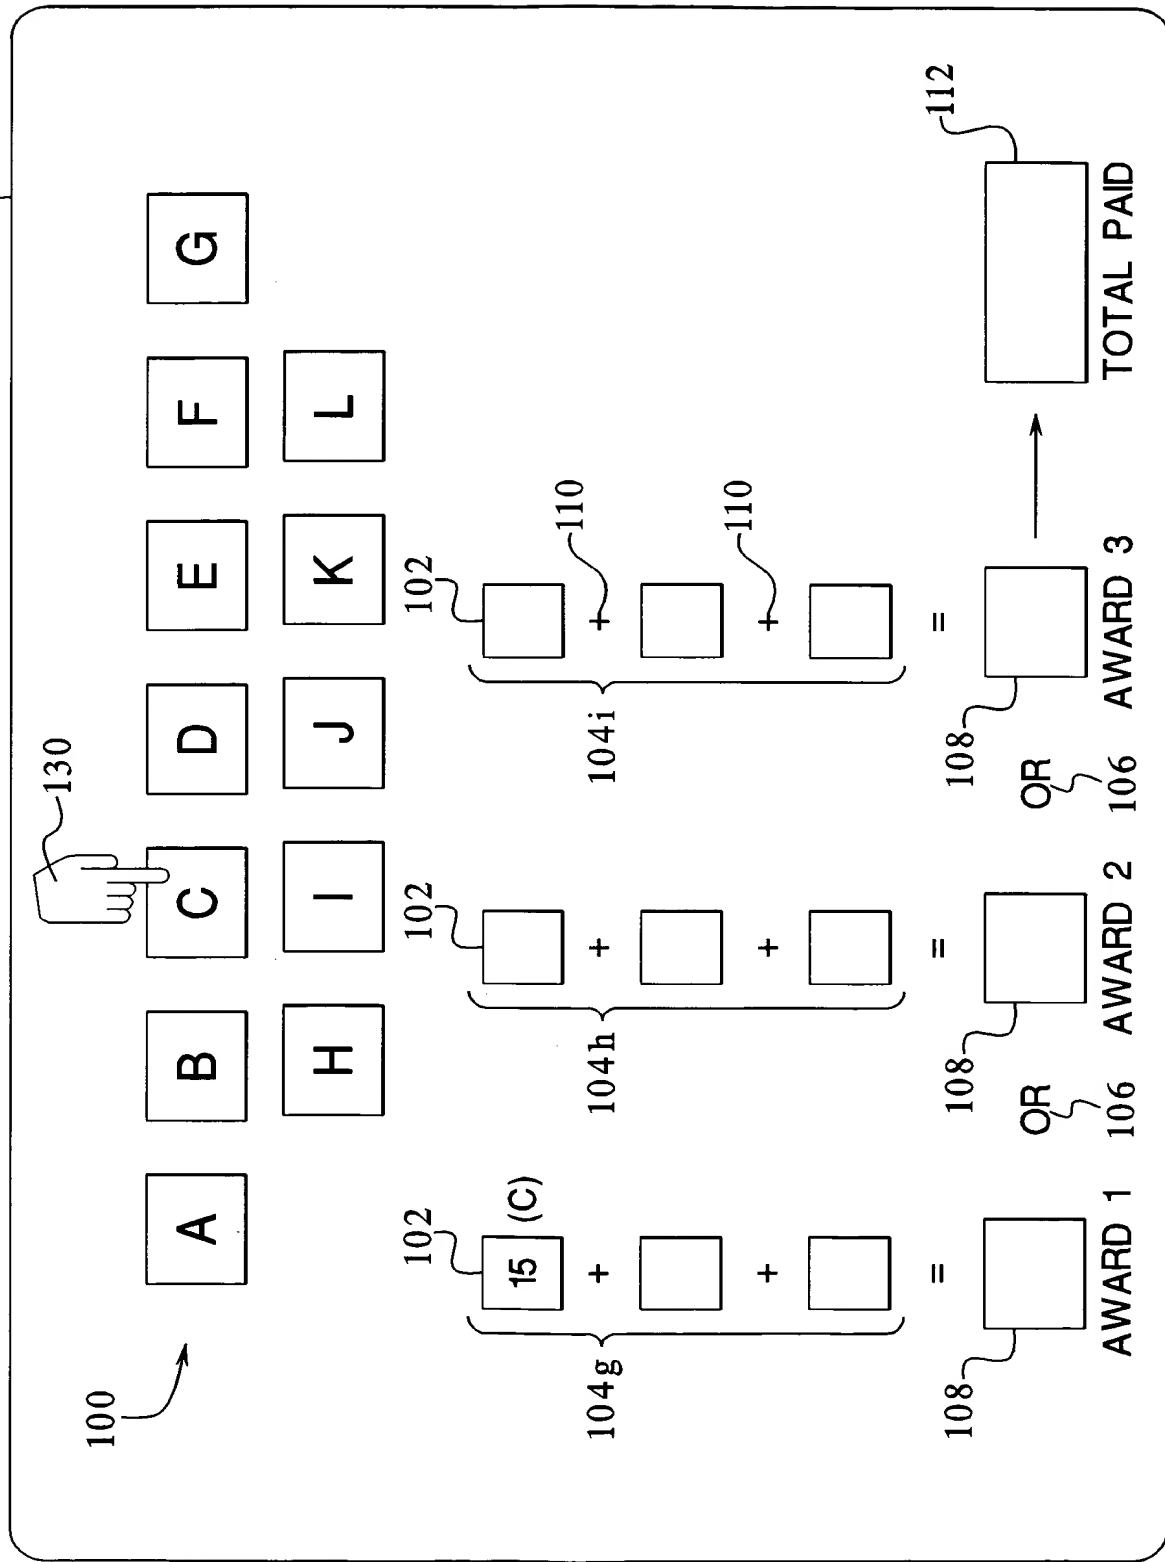 130
100
A B C D E F G
H I J K L
102 102 102
15 (C)
+ + + 110
104g 104h 104i
+ + + 110
= = =
108 108 108 112
OR OR
106 106
AWARD 1 AWARD 2 AWARD 3 TOTAL PAID